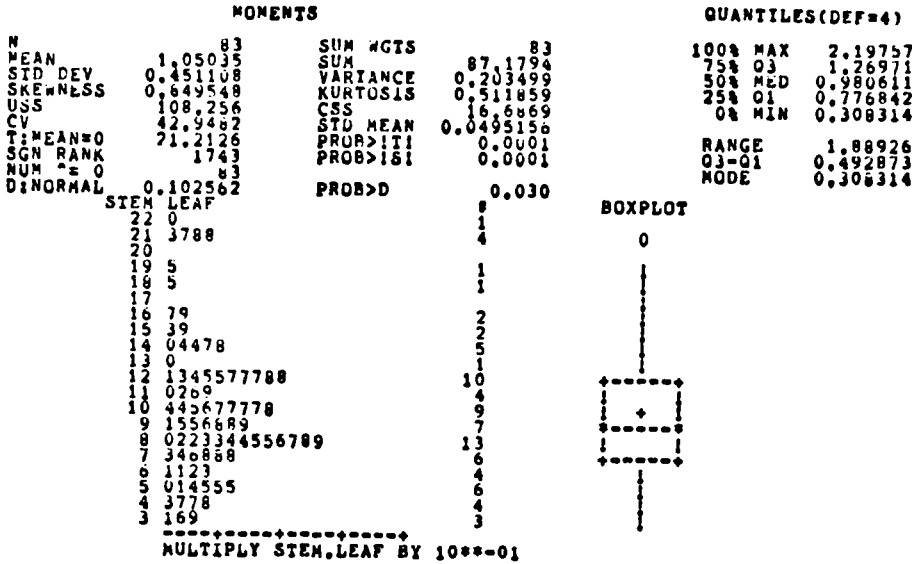 MOMENTS QUANTILES(DEF=4)
N 83 SUM WGTS 83 100% MAX 2.19757
MEAN 1.05035 SUM 87.1794 75% Q3 1.26971
STD DEV 0.451108 VARIANCE 0.203499 50% MED 0.980611
SKEWNESS 0.649548 KURTOSIS 0.511859 25% Q1 0.776842
USS 108.256 CSS 16.6869 0% MIN 0.308314
CV 42.9482 STD MEAN 0.0495156
T:MEAN=0 21.2126 PROB>|T| 0.0001 RANGE 1.88926
SGN RANK 1743 PROB>|S| 0.0001 Q3-Q1 0.492873
NUM ^= 0 83 MODE 0.308314
D:NORMAL 0.102562 PROB>D 0.030
STEM LEAF # BOXPLOT
22 0 1
21 3788 4 0
20
19 5 1
18 5 1
17
16 79 2
15 39 2
14 04478 5
13 0 1
12 1345577788 10
11 0269 4
10 445677778 9
9 1556889 7
8 0223344556789 13
7 346888 6
6 1123 4
5 014555 6
4 3778 4
3 169 3
----+----+----+----+
MULTIPLY STEM.LEAF BY 10**-01